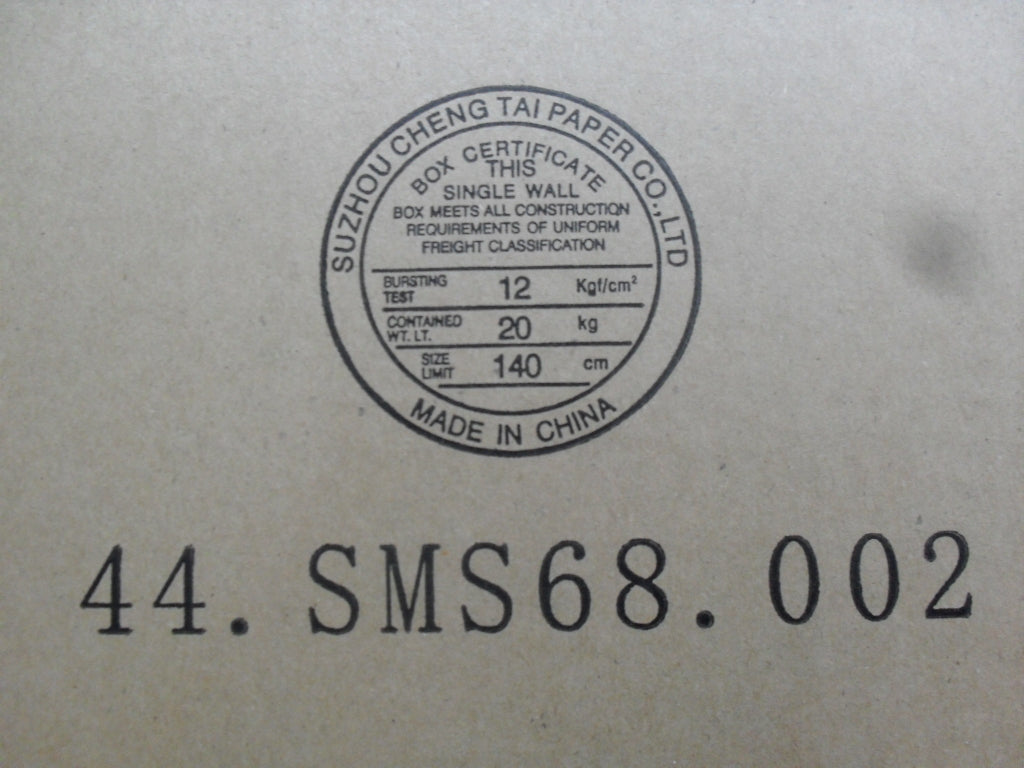 SUZHOU CHENG TAI PAPER CO.,LTD
BOX CERTIFICATE
THIS
SINGLE WALL
BOX MEETS ALL CONSTRUCTION
REQUIREMENTS OF UNIFORM
FREIGHT CLASSIFICATION
BURSTING TEST 12 Kgf/cm²
CONTAINED WT. LT. 20 kg
SIZE LIMIT 140 cm
MADE IN CHINA
44.SMS68.002